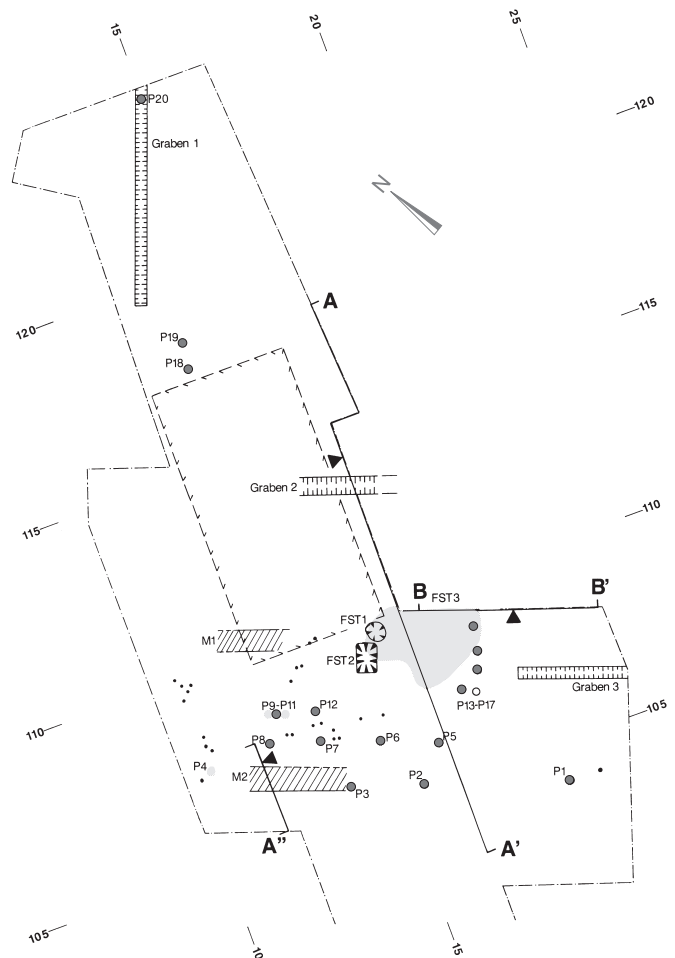 15
20
25
120
P20
Graben 1
N
A
115
120
P19
P18
Graben 2
110
115
B
FST3
B'
FST1
M1
FST2
Graben 3
P13-P17
P9-P11
P12
105
110
P8
P7
P6
P5
P4
M2
P3
P2
P1
A”
A'
105
10
15